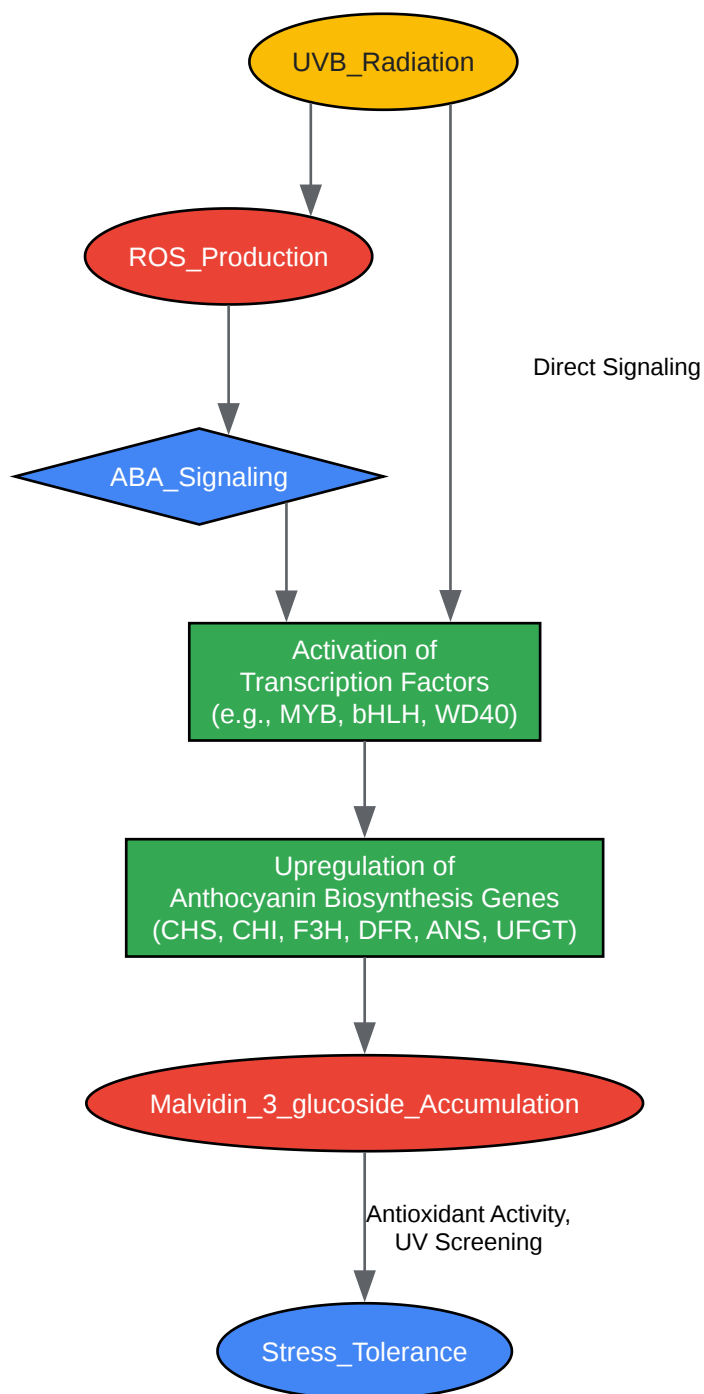 UVB_Radiation
ROS_Production
Direct Signaling
ABA_Signaling
Activation of
Transcription Factors
(e.g., MYB, bHLH, WD40)
Upregulation of
Anthocyanin Biosynthesis Genes
(CHS, CHI, F3H, DFR, ANS, UFGT)
Malvidin_3_glucoside_Accumulation
Antioxidant Activity,
UV Screening
Stress_Tolerance